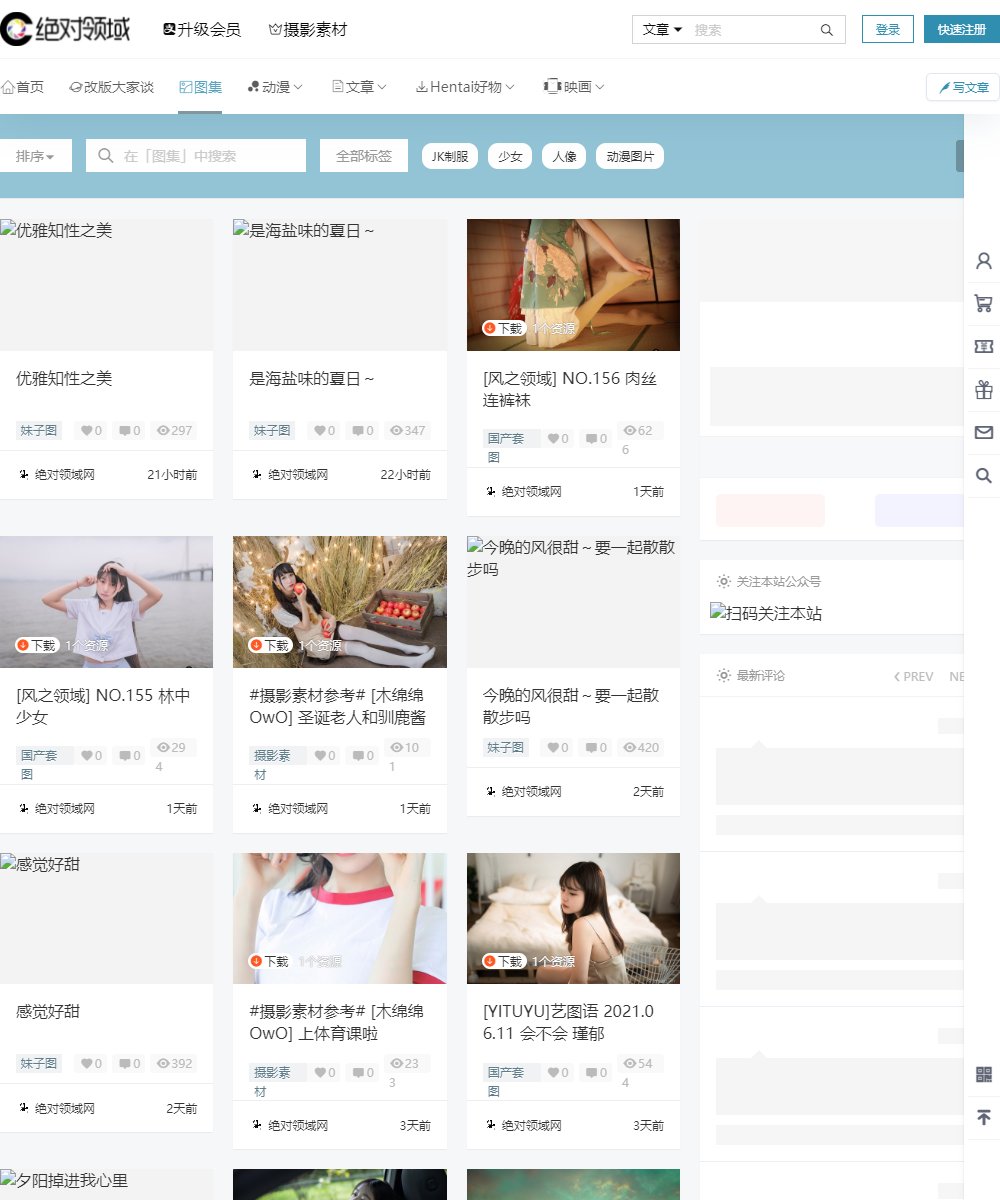 绝对领域
升级会员
摄影素材
文章
搜索
登录
快速注册
首页
改版大家谈
图集
动漫
文章
Hentai好物
映画
写文章
排序
在「图集」中搜索
全部标签
JK制服
少女
人像
动漫图片
优雅知性之美
是海盐味的夏日～
下载 1个资源
优雅知性之美
妹子图 0 0 297
绝对领域网 21小时前
是海盐味的夏日～
妹子图 0 0 347
绝对领域网 22小时前
[风之领域] NO.156 肉丝
连裤袜
国产套
图
0 0 62
6
绝对领域网 1天前
关注本站公众号
扫码关注本站
下载 1个资源
下载 1个资源
今晚的风很甜～要一起散散
步吗
[风之领域] NO.155 林中
少女
国产套
图
0 0 29
4
绝对领域网 1天前
#摄影素材参考# [木绵绵
OwO] 圣诞老人和驯鹿酱
摄影素
材
0 0 10
1
绝对领域网 1天前
今晚的风很甜～要一起散
散步吗
妹子图 0 0 420
绝对领域网 2天前
最新评论
PREV
NE
感觉好甜
下载 1个资源
下载 1个资源
感觉好甜
妹子图 0 0 392
绝对领域网 2天前
#摄影素材参考# [木绵绵
OwO] 上体育课啦
摄影素
材
0 0 23
3
绝对领域网 3天前
[YITUYU]艺图语 2021.0
6.11 会不会 瑾郁
国产套
图
0 0 54
4
绝对领域网 3天前
夕阳掉进我心里